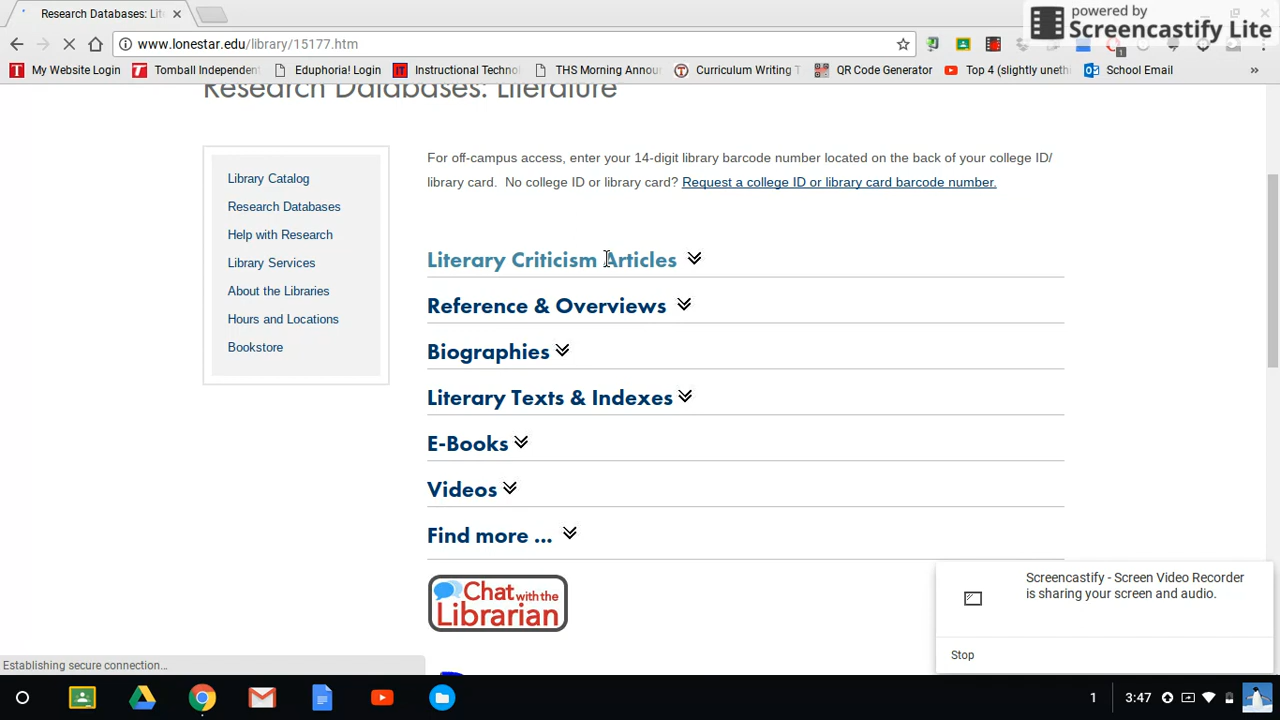 Research Databases: Lit
powered by
Screencastify Lite
www.lonestar.edu/library/15177.htm
1
My Website Login
Tomball Independen
Eduphoria! Login
Instructional Techno
THS Morning Annou
Curriculum Writing T
QR Code Generator
Top 4 (slightly uneth
School Email
»
Research Databases: Literature
Library Catalog
Research Databases
Help with Research
Library Services
About the Libraries
Hours and Locations
Bookstore
For off-campus access, enter your 14-digit library barcode number located on the back of your college ID/
library card. No college ID or library card? Request a college ID or library card barcode number.
Literary Criticism Articles
Reference & Overviews
Biographies
Literary Texts & Indexes
E-Books
Videos
Find more ...
Chat with the
Librarian
Screencastify - Screen Video Recorder
is sharing your screen and audio.
Stop
Establishing secure connection...
1
3:47